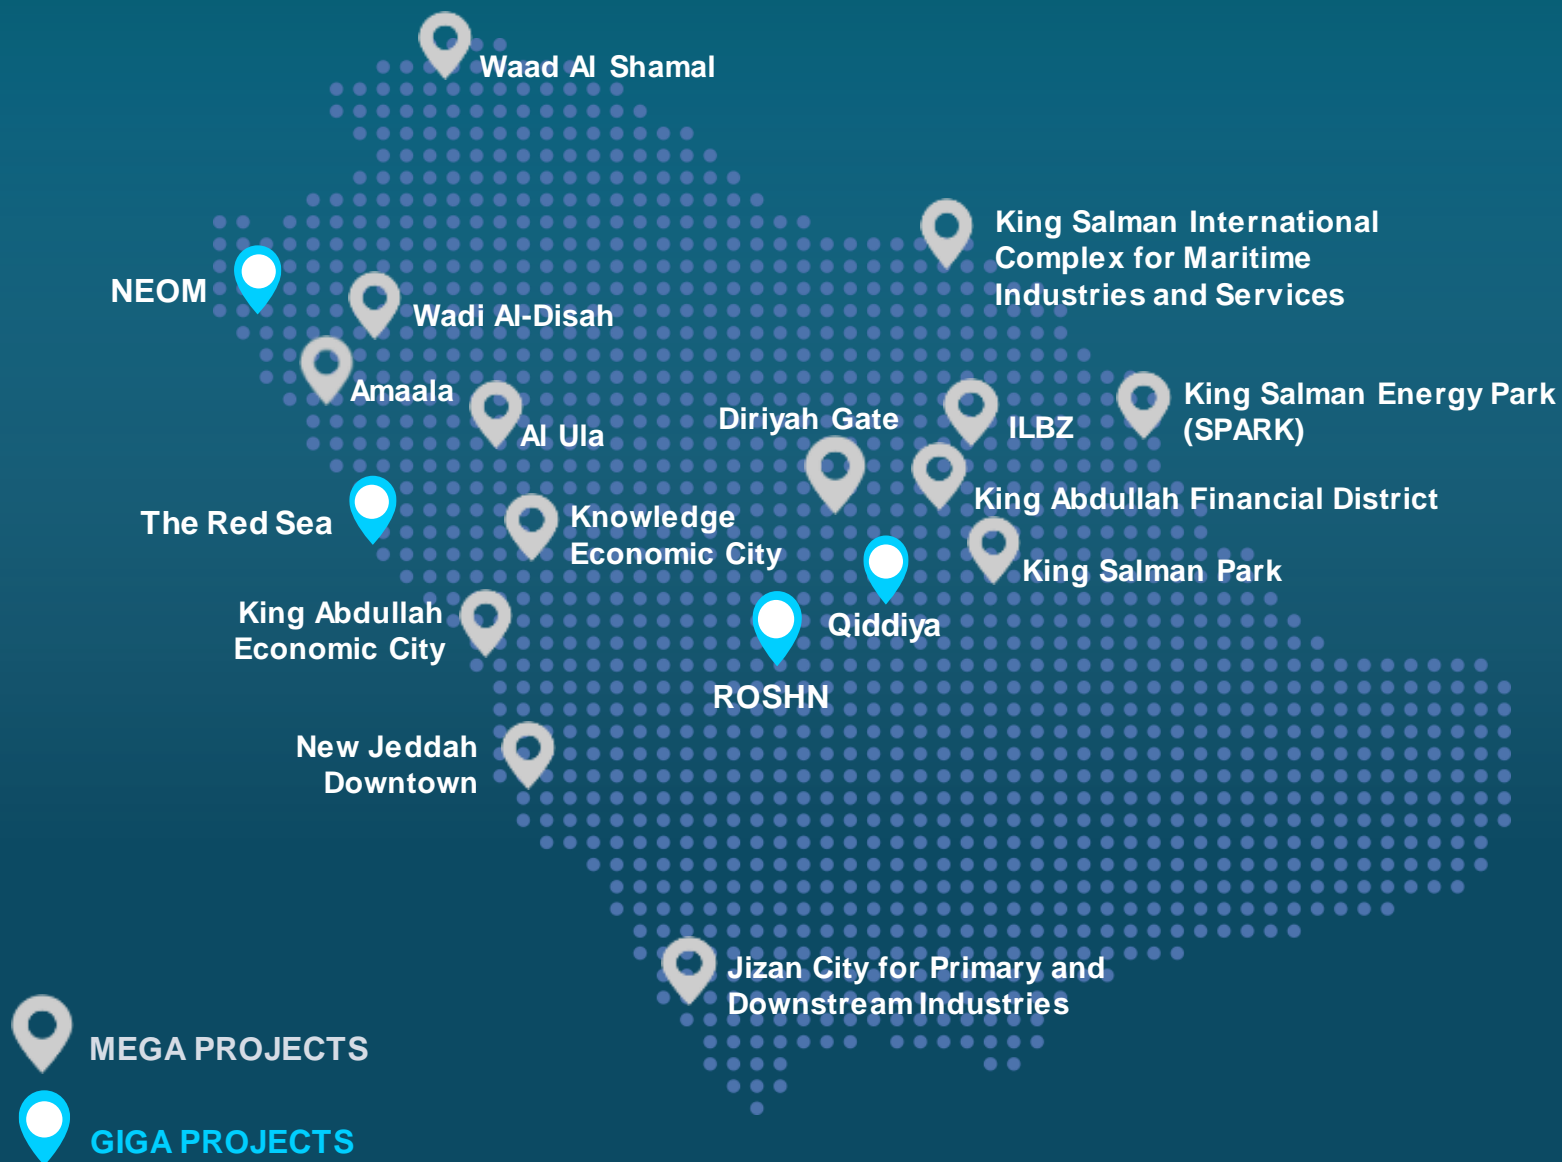 Waad Al Shamal
King Salman International
Complex for Maritime
Industries and Services
NEOM
Wadi Al-Disah
Amaala
Al Ula
Diriyah Gate
ILBZ
King Salman Energy Park
(SPARK)
King Abdullah Financial District
The Red Sea
Knowledge
Economic City
King Salman Park
King Abdullah
Economic City
Qiddiya
ROSHN
New Jeddah
Downtown
Jizan City for Primary and
Downstream Industries
MEGA PROJECTS
GIGA PROJECTS